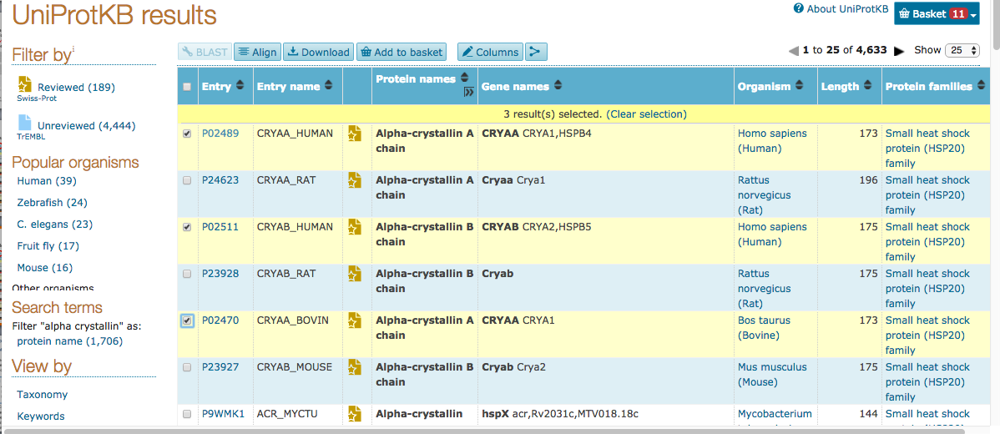 UniProtKB results
About UniProtKB
Basket 11
Filter by i
BLAST Align Download Add to basket Columns
1 to 25 of 4,633 Show 25
Reviewed (189)
Swiss-Prot
Unreviewed (4,444)
TrEMBL
Popular organisms
Human (39)
Zebrafish (24)
C. elegans (23)
Fruit fly (17)
Mouse (16)
Other organisms
Search terms
Filter "alpha crystallin" as:
protein name (1,706)
View by
Taxonomy
Keywords
Entry Entry name Protein names Gene names Organism Length Protein families
3 result(s) selected. (Clear selection)
P02489 CRYAA_HUMAN Alpha-crystallin A CRYAA CRYA1,HSPB4 Homo sapiens 173 Small heat shock
chain (Human) protein (HSP20)
family
P24623 CRYAA_RAT Alpha-crystallin A Cryaa Crya1 Rattus 196 Small heat shock
chain norvegicus protein (HSP20)
(Rat) family
P02511 CRYAB_HUMAN Alpha-crystallin B CRYAB CRYA2,HSPB5 Homo sapiens 175 Small heat shock
chain (Human) protein (HSP20)
family
P23928 CRYAB_RAT Alpha-crystallin B Cryab Rattus 175 Small heat shock
chain norvegicus protein (HSP20)
(Rat) family
P02470 CRYAA_BOVIN Alpha-crystallin A CRYAA CRYA1 Bos taurus 173 Small heat shock
chain (Bovine) protein (HSP20)
family
P23927 CRYAB_MOUSE Alpha-crystallin B Cryab Crya2 Mus musculus 175 Small heat shock
chain (Mouse) protein (HSP20)
family
P9WMK1 ACR_MYCTU Alpha-crystallin hspX acr,Rv2031c,MTV018.18c Mycobacterium 144 Small heat shock